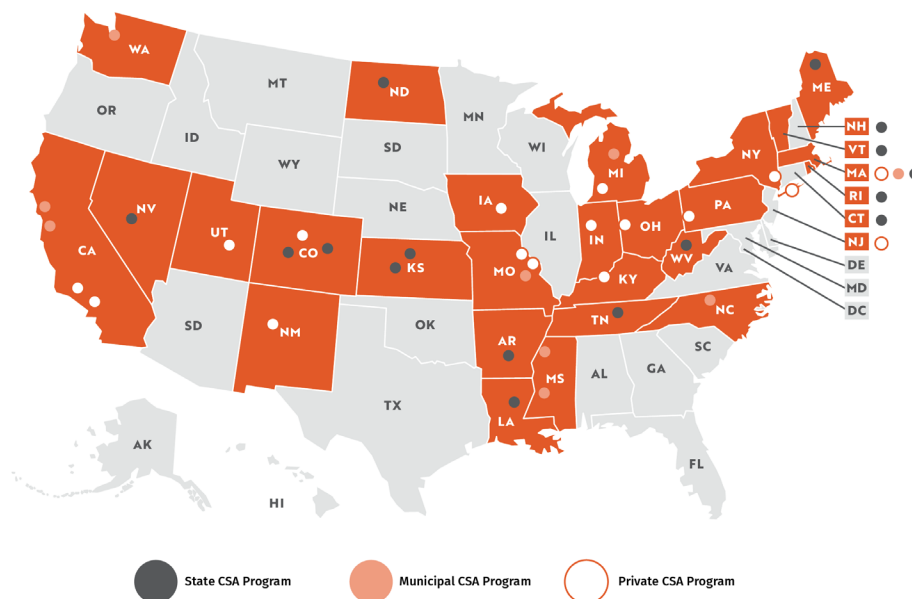 WA
ME
MT
ND
OR
MN
ID
SD
WI
NH
VT
NY
MI
WY
MA
IA
PA
RI
NE
NV
CT
UT
IL
IN
OH
NJ
CA
CO
KS
MO
WV
DE
VA
KY
MD
NC
DC
SD
NM
OK
TN
AR
SC
GA
AL
MS
TX
LA
AK
FL
HI
State CSA Program
Municipal CSA Program
Private CSA Program